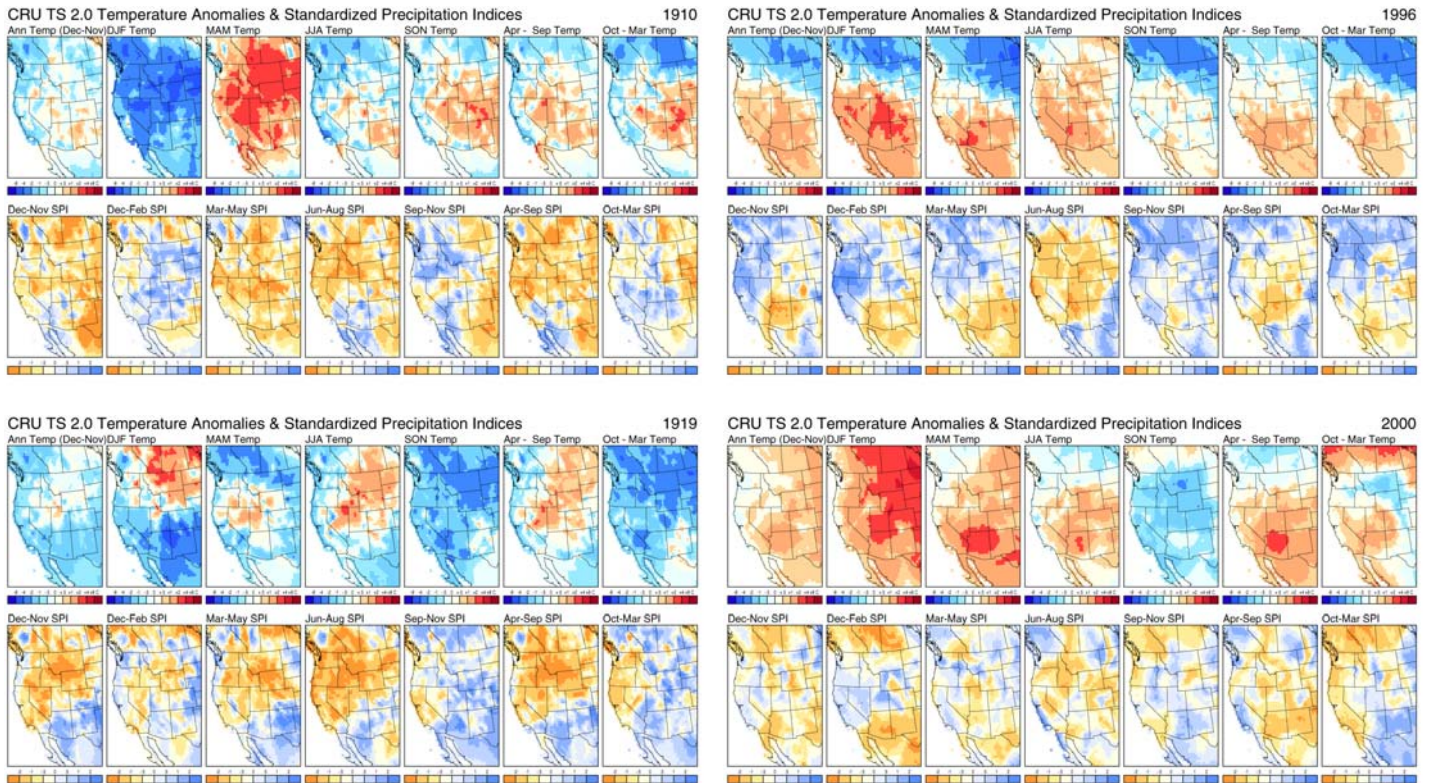 CRU TS 2.0 Temperature Anomalies & Standardized Precipitation Indices 1910
Ann Temp (Dec-Nov) DJF Temp MAM Temp JJA Temp SON Temp Apr - Sep Temp Oct - Mar Temp
Dec-Nov SPI Dec-Feb SPI Mar-May SPI Jun-Aug SPI Sep-Nov SPI Apr-Sep SPI Oct-Mar SPI
CRU TS 2.0 Temperature Anomalies & Standardized Precipitation Indices 1996
Ann Temp (Dec-Nov) DJF Temp MAM Temp JJA Temp SON Temp Apr - Sep Temp Oct - Mar Temp
Dec-Nov SPI Dec-Feb SPI Mar-May SPI Jun-Aug SPI Sep-Nov SPI Apr-Sep SPI Oct-Mar SPI
CRU TS 2.0 Temperature Anomalies & Standardized Precipitation Indices 1919
Ann Temp (Dec-Nov) DJF Temp MAM Temp JJA Temp SON Temp Apr - Sep Temp Oct - Mar Temp
Dec-Nov SPI Dec-Feb SPI Mar-May SPI Jun-Aug SPI Sep-Nov SPI Apr-Sep SPI Oct-Mar SPI
CRU TS 2.0 Temperature Anomalies & Standardized Precipitation Indices 2000
Ann Temp (Dec-Nov) DJF Temp MAM Temp JJA Temp SON Temp Apr - Sep Temp Oct - Mar Temp
Dec-Nov SPI Dec-Feb SPI Mar-May SPI Jun-Aug SPI Sep-Nov SPI Apr-Sep SPI Oct-Mar SPI